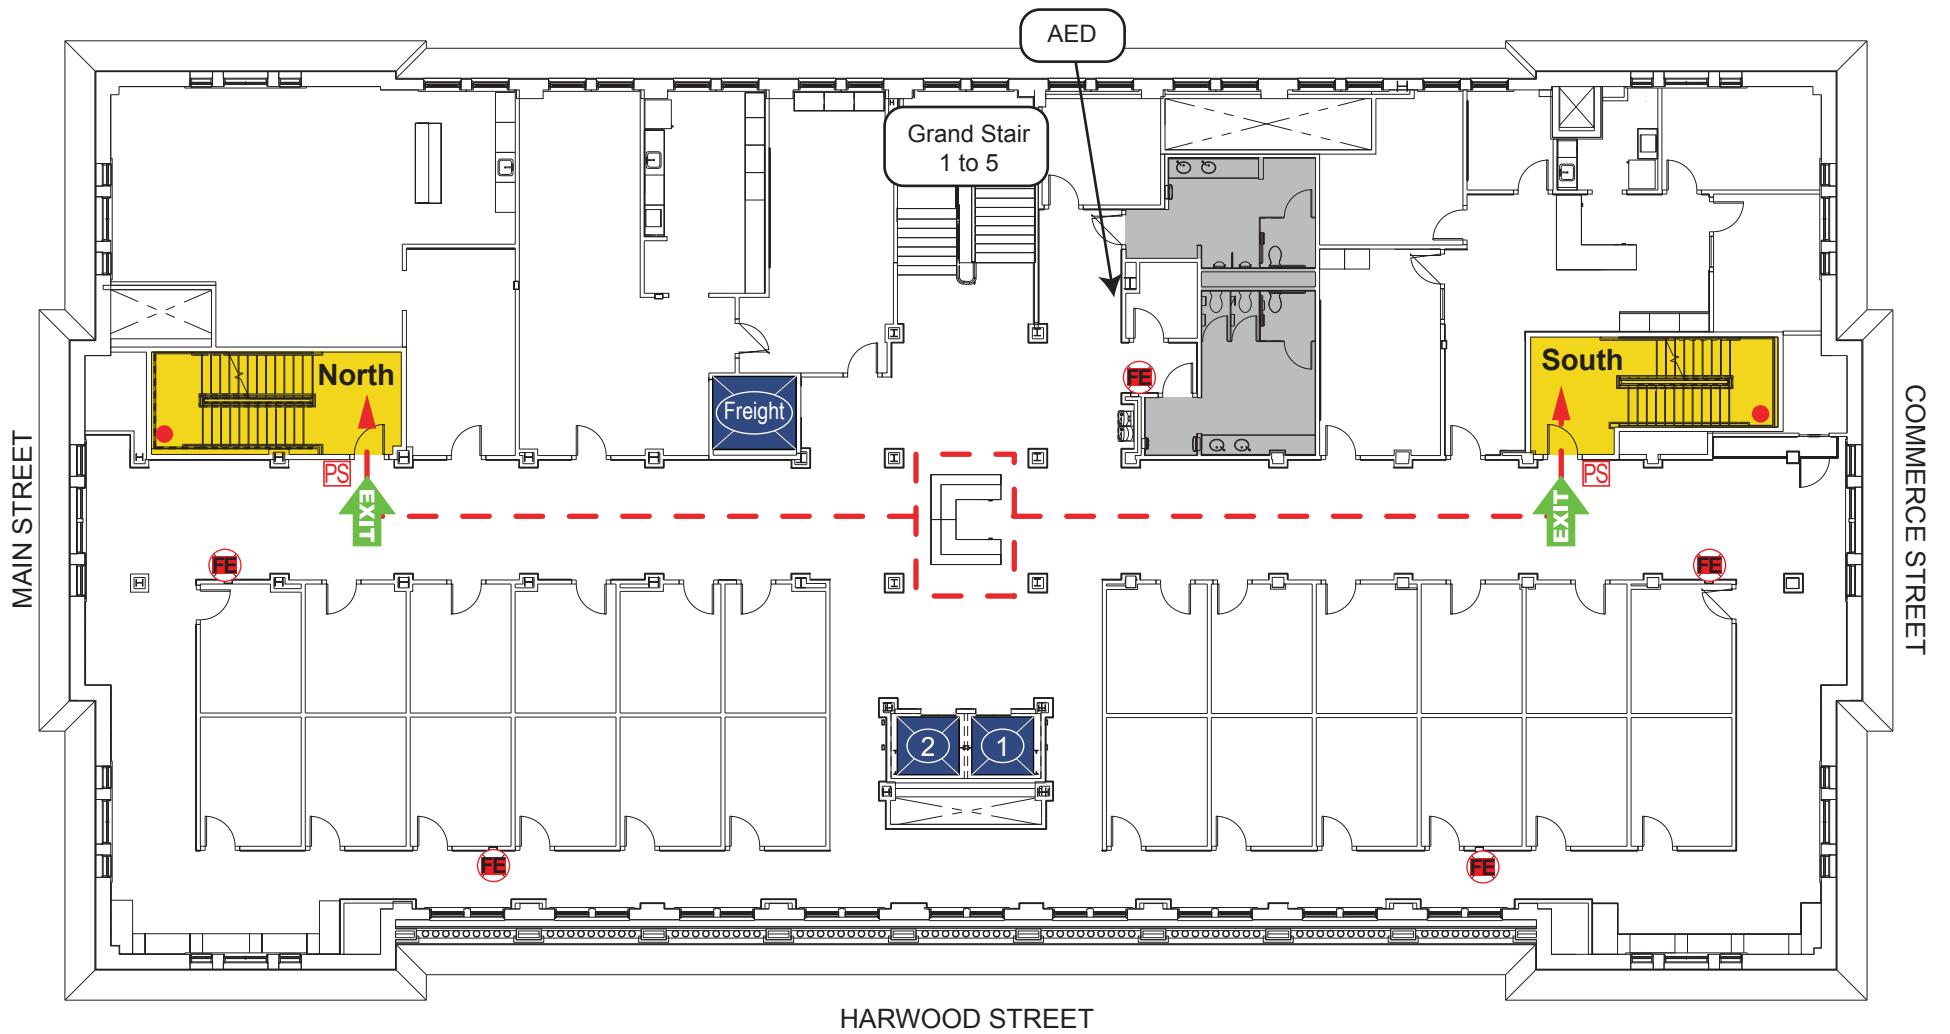 AED
Grand Stair
1 to 5
North
South
FE
Freight
PS
PS
EXIT
EXIT
MAIN STREET
COMMERCE STREET
FE
FE
2
1
FE
FE
HARWOOD STREET